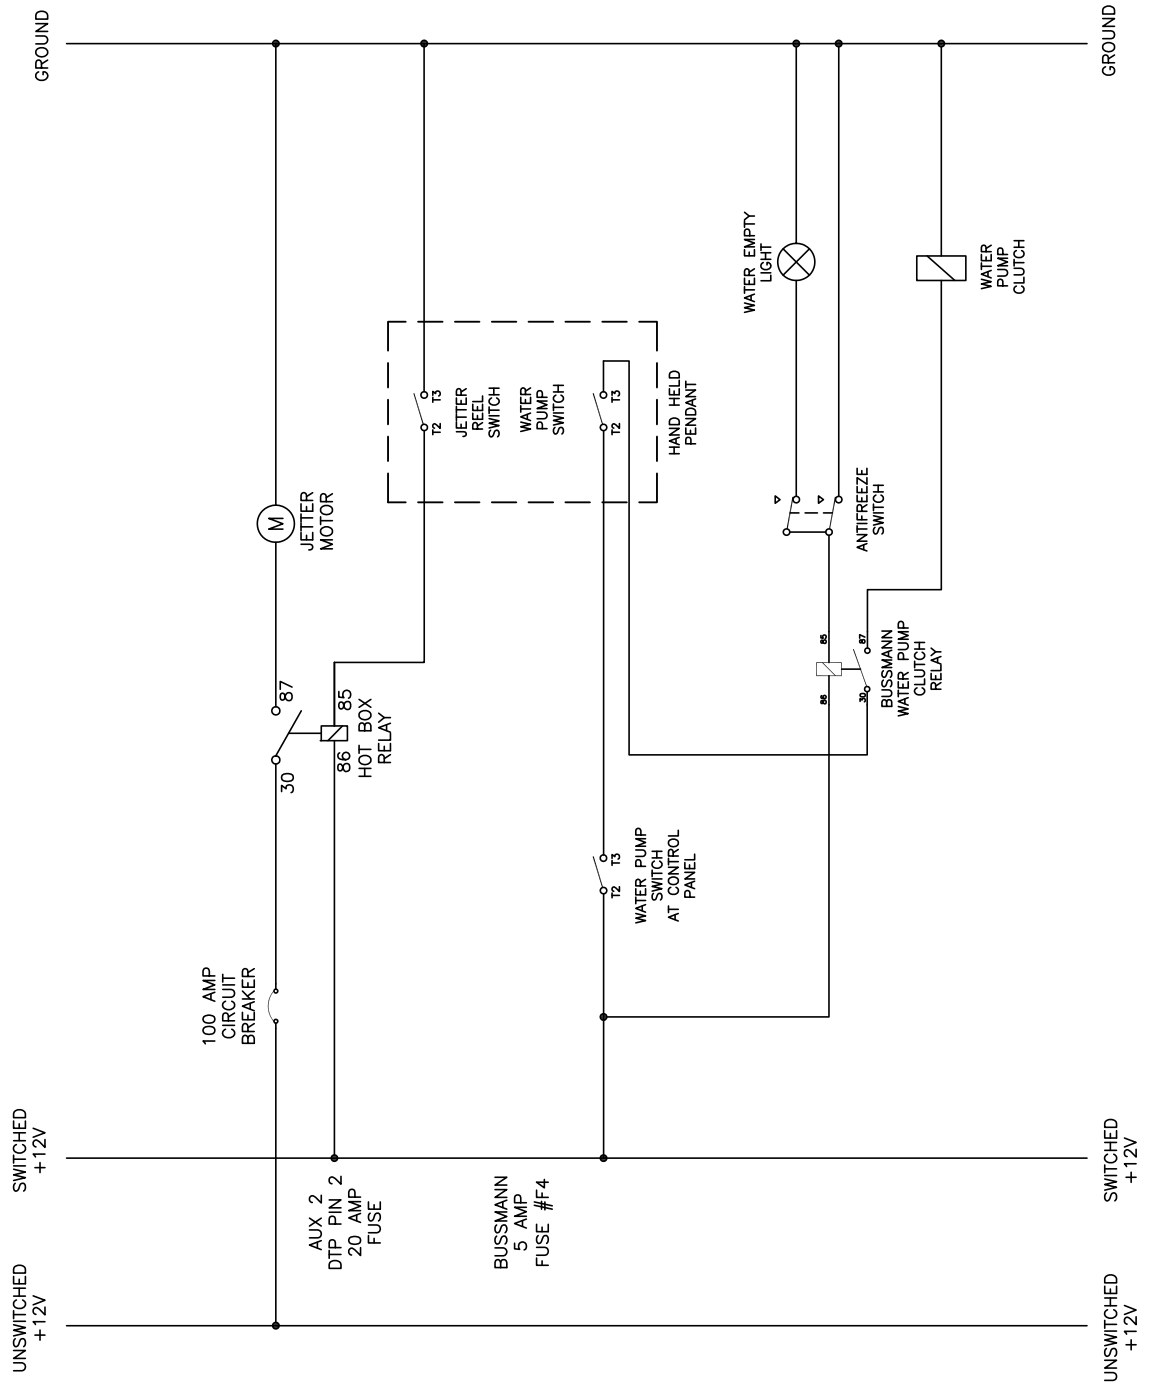 UNSWITCHED
+12V
SWITCHED
+12V
GROUND
100 AMP
CIRCUIT
BREAKER
30
87
JETTER
MOTOR
M
AUX 2
DTP PIN 2
20 AMP
FUSE
86
85
HOT BOX
RELAY
T2
T3
JETTER
REEL
SWITCH
BUSSMANN
5 AMP
FUSE #F4
WATER
PUMP
SWITCH
T2
T3
WATER PUMP
SWITCH
AT CONTROL
PANEL
T2
T3
HAND HELD
PENDANT
WATER EMPTY
LIGHT
86
85
30
87
ANTIFREEZE
SWITCH
BUSSMANN
WATER PUMP
CLUTCH
RELAY
WATER
PUMP
CLUTCH
UNSWITCHED
+12V
SWITCHED
+12V
GROUND